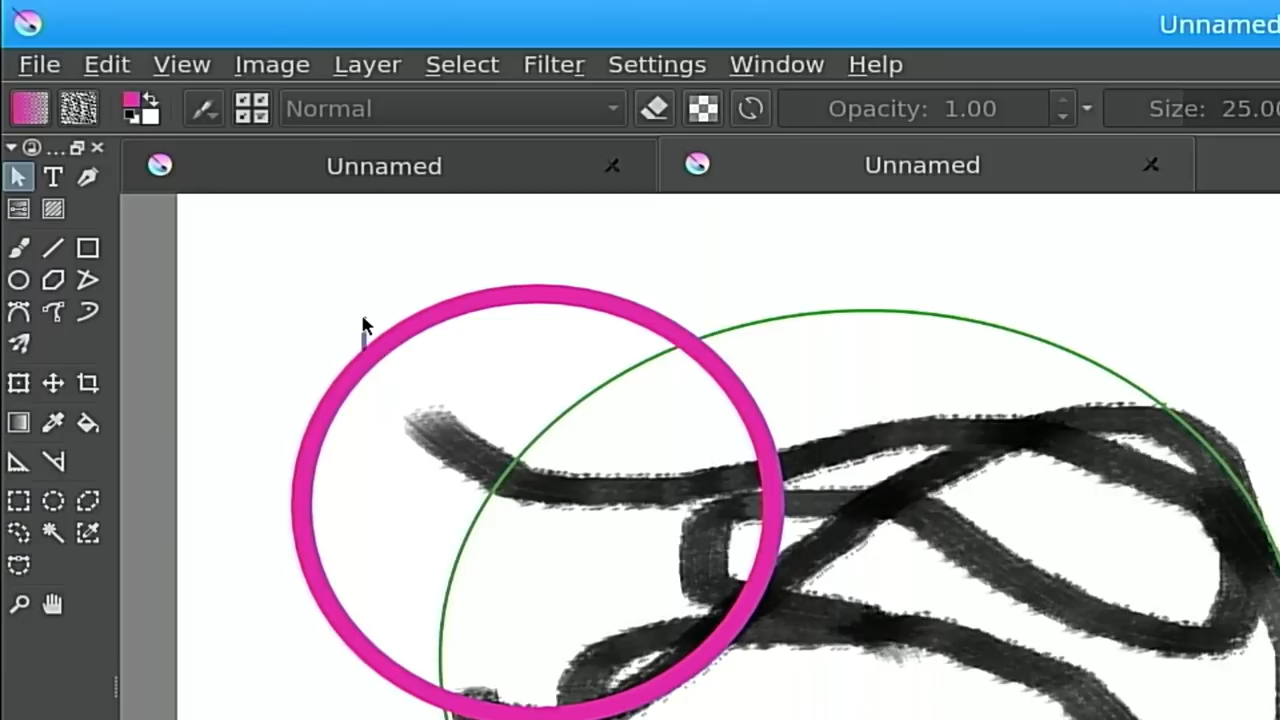 Unnamed
File Edit View Image Layer Select Filter Settings Window Help
Normal Opacity: 1.00 Size: 25.00
... 
Unnamed Unnamed
T